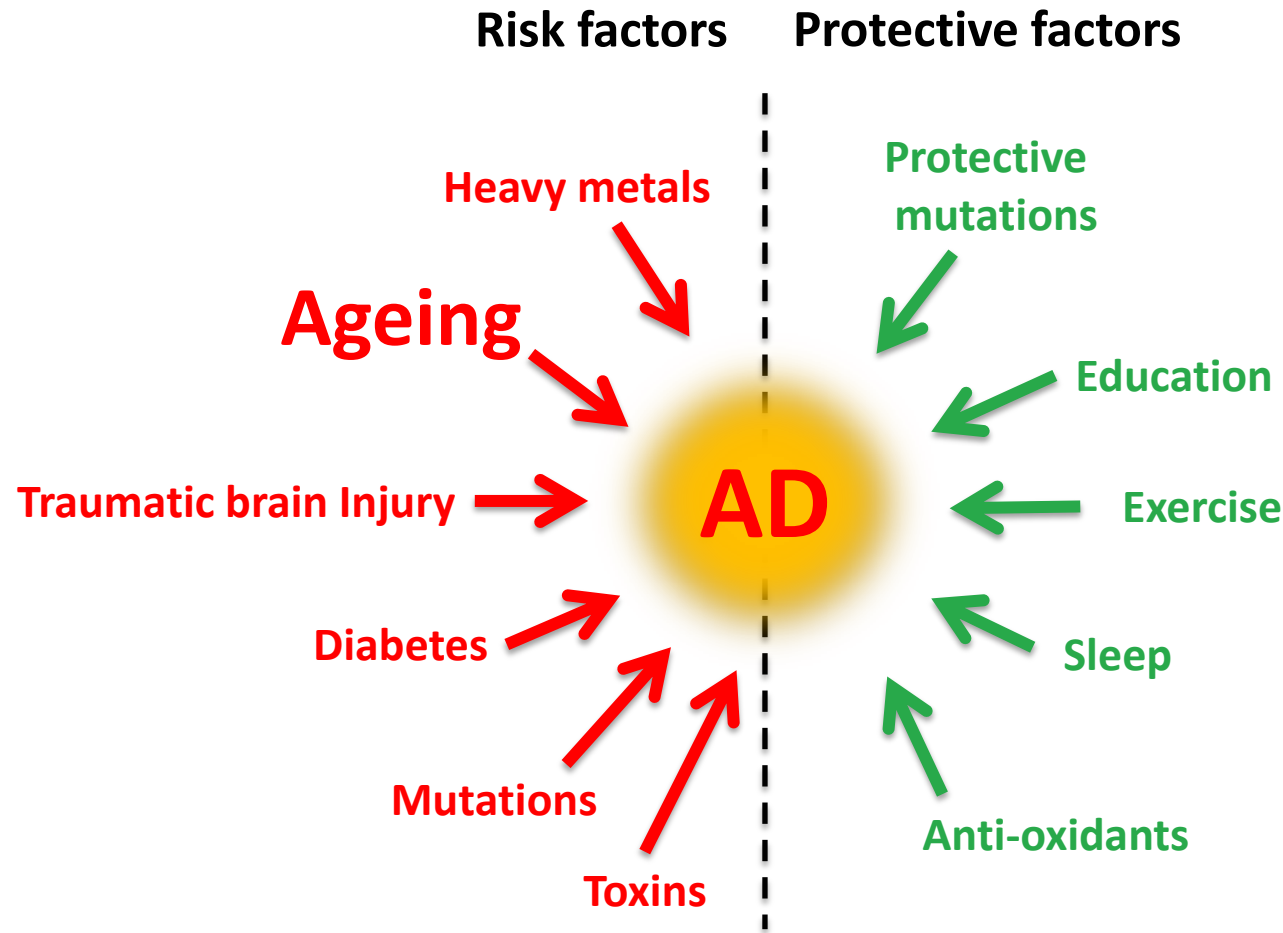 Risk factors
Protective factors
Heavy metals
Ageing
Traumatic brain Injury
Diabetes
Mutations
Toxins
AD
Protective
mutations
Education
Exercise
Sleep
Anti-oxidants